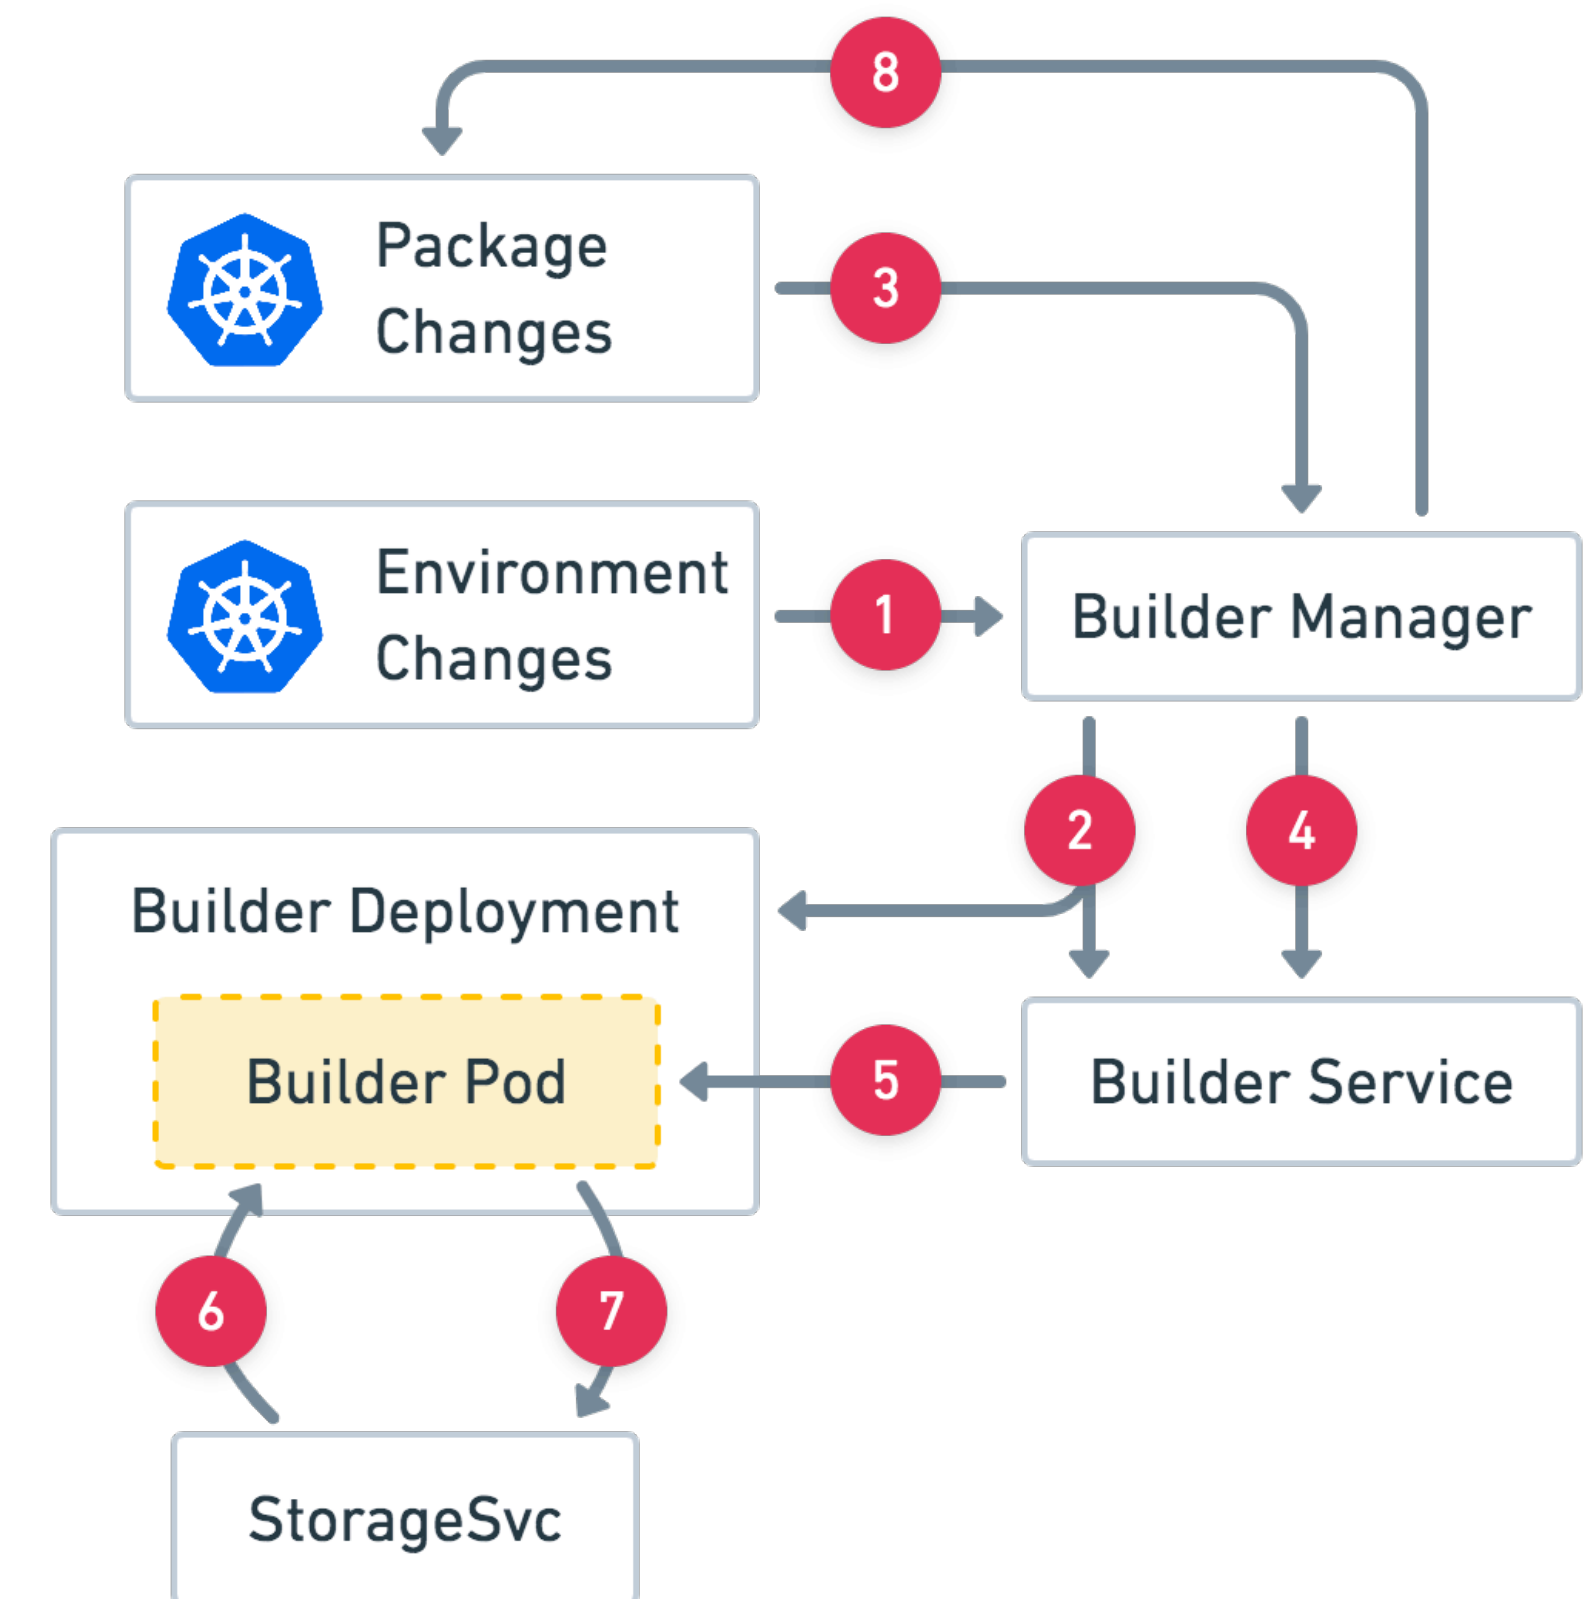 8
Package
Changes
3
Environment
Changes
1
Builder Manager
2
4
Builder Deployment
Builder Pod
5
Builder Service
6
7
StorageSvc